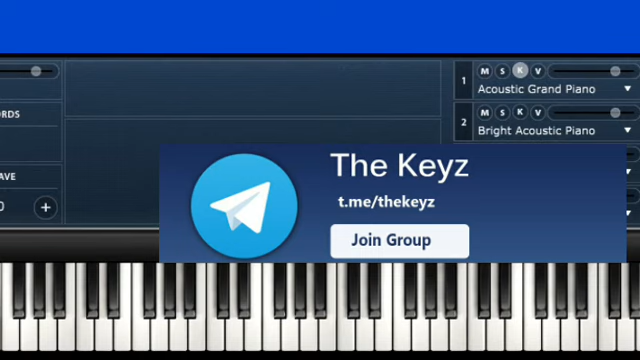 1
M S K V
Acoustic Grand Piano
ORDS
2
M S K V
Bright Acoustic Piano
The Keyz
AVE
t.me/thekeyz
0
+
Join Group